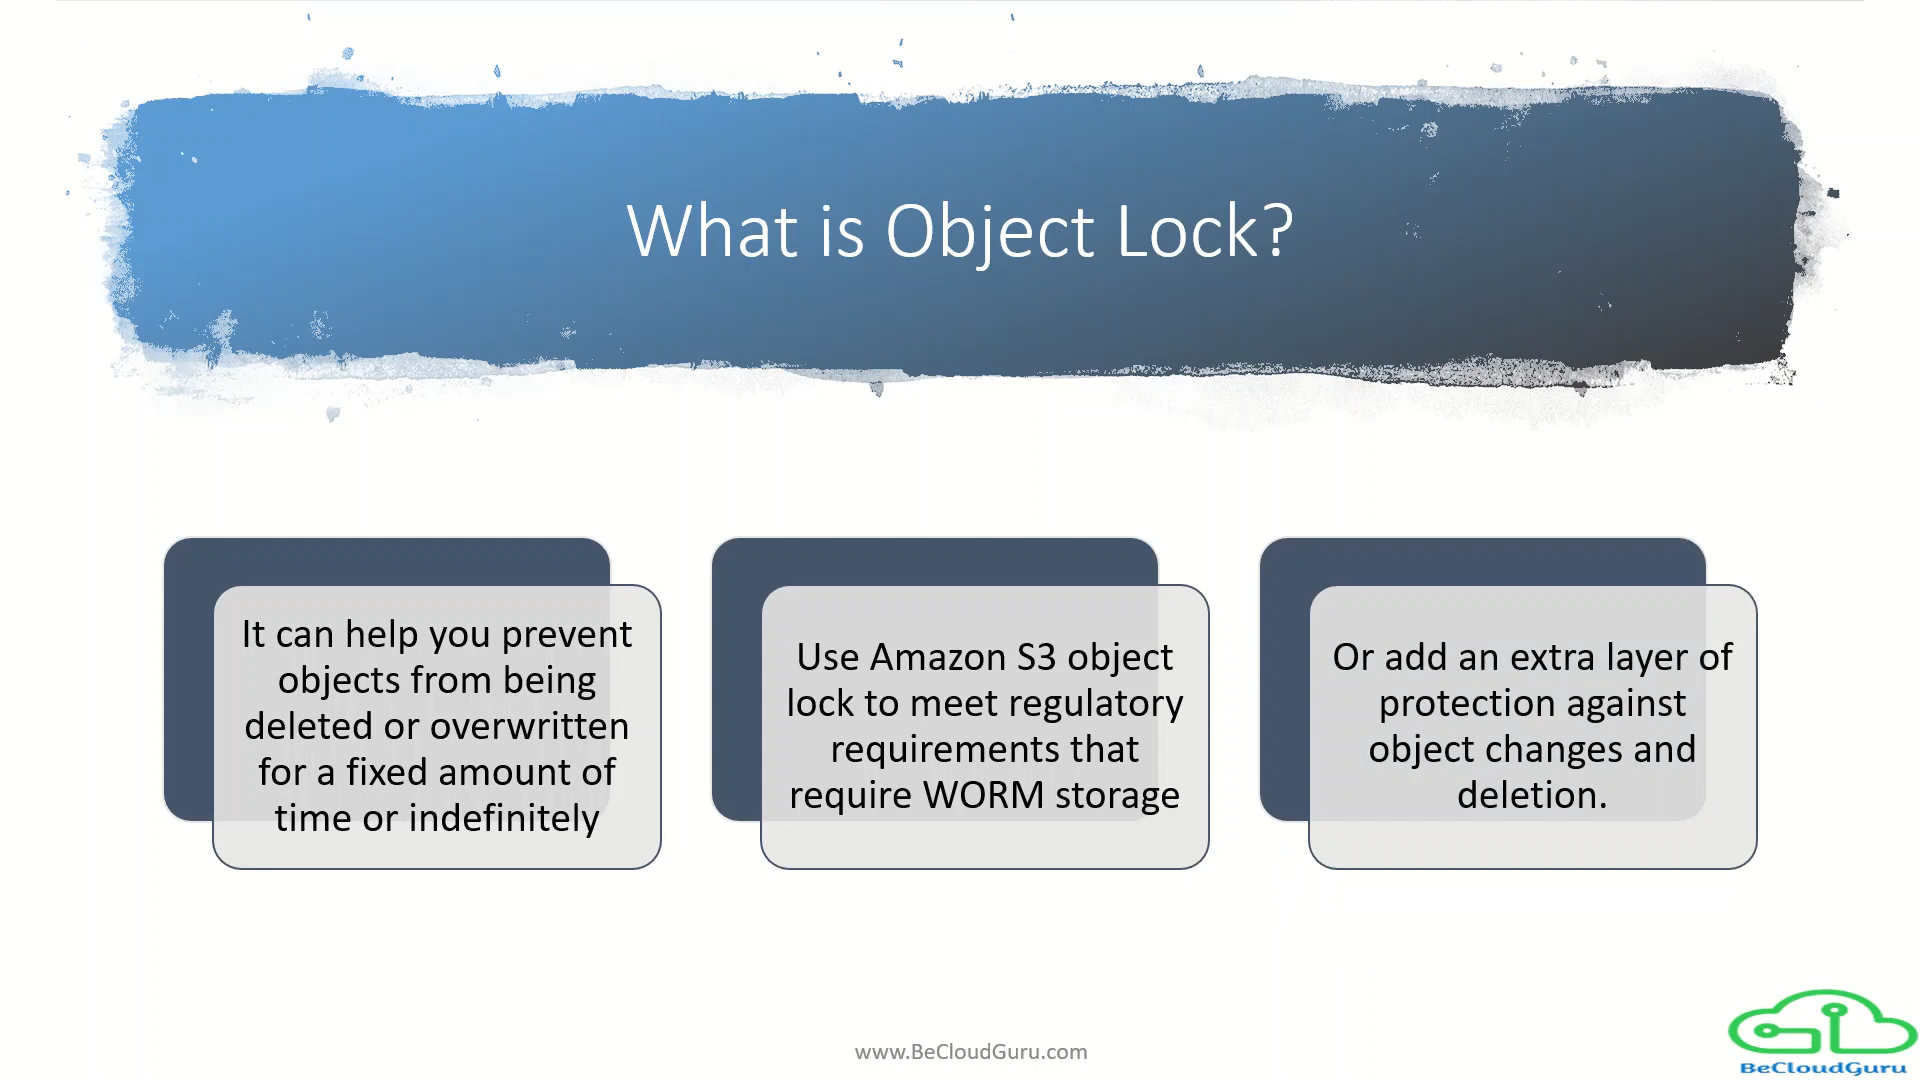 What is Object Lock?
It can help you prevent
objects from being
deleted or overwritten
for a fixed amount of
time or indefinitely
Use Amazon S3 object
lock to meet regulatory
requirements that
require WORM storage
Or add an extra layer of
protection against
object changes and
deletion.
www.BeCloudGuru.com
BeCloudGuru